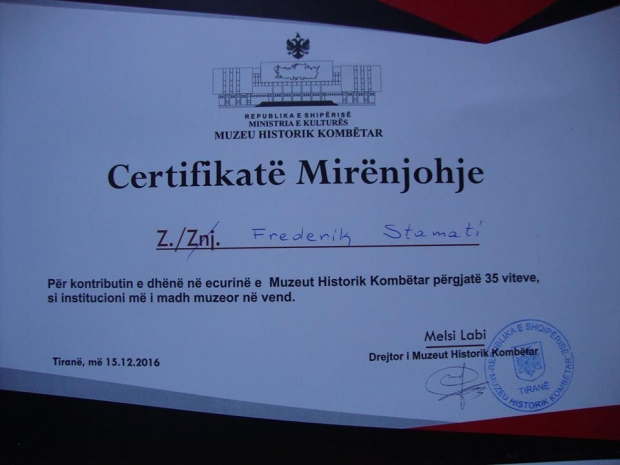 REPUBLIKA E SHIPËRISË
MINISTRIA E KULTURËS
MUZEU HISTORIK KOMBËTAR
Certifikatë Mirënjohje
Z./Znj. Frederik Stamati
Për kontributin e dhënë në ecurinë e Muzeut Historik Kombëtar përgjatë 35 viteve,
si institucioni më i madh muzeor në vend.
Melsi Labi
Drejtor i Muzeut Historik Kombëtar
Tiranë, më 15.12.2016
REPUBLIKA E SHQIPËRISË
TIRANË
MUZEU HISTORIK KOMBËTAR